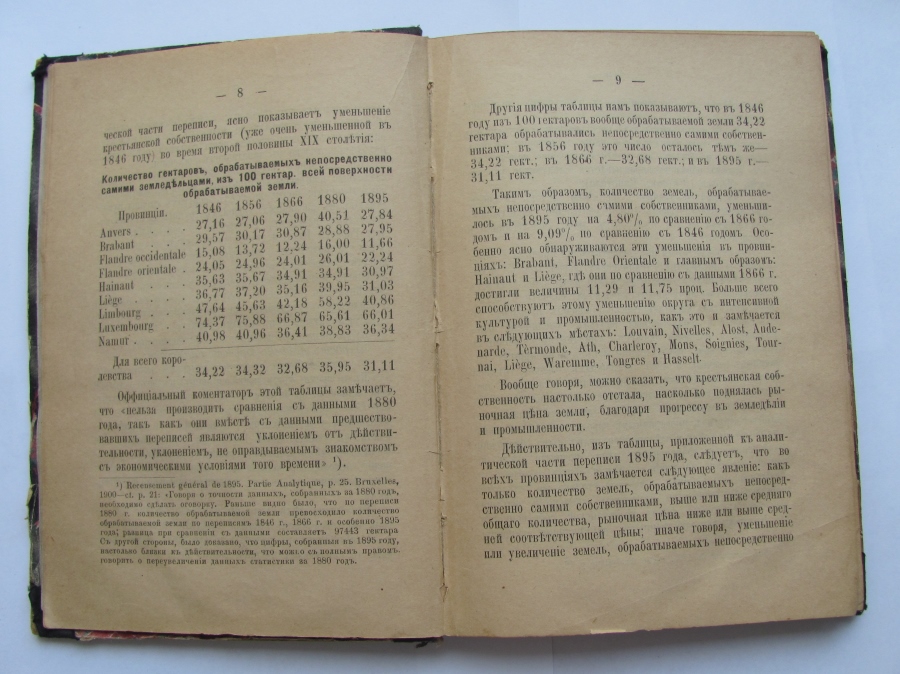 — 8 —
ческой части переписи, ясно показываетъ уменьшеніе
крестьянской собственности (уже очень уменьшенной въ
1846 году) во время второй половины XIX столѣтія:
Количество гектаровъ, обрабатываемыхъ непосредственно
самими земледѣльцами, изъ 100 гектар. всей поверхности
обрабатываемой земли.
Провинціи. 1846 1856 1866 1880 1895
Anvers . . . . 27,16 27,06 27,90 40,51 27,84
Brabant . . . 29,57 30,17 30,87 28,88 27,95
Flandre occidentale 15,08 13,72 12,24 16,00 11,66
Flandre orientale . 24,05 24,96 24,01 26,01 22,24
Hainaut . . . 35,63 35,67 34,91 34,91 30,97
Liège . . . . 36,77 37,20 35,16 39,95 31,03
Limbourg . . . 47,64 45,63 42,18 58,22 40,86
Luxembourg . . 74,37 75,88 66,87 65,61 66,01
Namur . . . . 40,98 40,96 36,41 38,83 36,34
Для всего коро-
левства . . . 34,22 34,32 32,68 35,95 31,11
Оффиціальный коментаторъ этой таблицы замѣчаетъ,
что «нельзя производить сравненія съ данными 1880
года, такъ какъ они вмѣстѣ съ данными предшество-
вавшихъ переписей являются уклоненіемъ отъ дѣйстви-
тельности, уклоненіемъ, не оправдываемымъ знакомствомъ
съ экономическими условіями того времени» ¹).
¹) Recensement général de 1895. Partie Analytique, p. 25. Bruxelles,
1900—cf. p. 21: «Говоря о точности данныхъ, собранныхъ за 1880 годъ,
необходимо сдѣлать оговорку. Раньше видно было, что по переписи
1880 г. количество обрабатываемой земли превосходило количество
обрабатываемой земли по переписямъ 1846 г., 1866 г. и особенно 1895
года; разница при сравненіи съ данными составляетъ 97443 гектара
Съ другой стороны, было доказано, что цифры, собранныя въ 1895 году,
настолько близки къ дѣйствительности, что можно съ полнымъ правомъ
говорить о переувеличеніи данныхъ статистики за 1880 годъ.
— 9 —
Другія цифры таблицы намъ показываютъ, что въ 1846
году изъ 100 гектаровъ вообще обрабатываемой земли 34,22
гектара обрабатывались непосредственно самими собствен-
никами; въ 1856 году это число осталось тѣмъ же—
34,22 гект.; въ 1866 г.—32,68 гект.; и въ 1895 г.—
31,11 гект.
Такимъ образомъ, количество земель, обрабатывае-
мыхъ непосредственно самими собственниками, уменьши-
лось въ 1895 году на 4,80% по сравненію съ 1866 го-
домъ и на 9,09% по сравненію съ 1846 годомъ. Осо-
бенно ясно обнаруживаются эти уменьшенія въ провин-
ціяхъ: Brabant, Flandre Orientale и главнымъ образомъ:
Hainaut и Liège, гдѣ они по сравненію съ данными 1866 г.
достигли величины 11,29 и 11,75 проц. Больше всего
способствуютъ этому уменьшенію округа съ интенсивной
культурой и промышленностью, какъ это и замѣчается
въ слѣдующихъ мѣстахъ: Louvain, Nivelles, Alost, Aude-
narde, Tèrmonde, Ath, Charleroy, Mons, Soignies, Tour-
nai, Liège, Waremme, Tongres и Hasselt.
Вообще говоря, можно сказать, что крестьянская соб-
ственность настолько отстала, насколько поднялась ры-
ночная цѣна земли, благодаря прогрессу въ земледѣліи
и промышленности.
Дѣйствительно, изъ таблицы, приложенной къ анали-
тической части переписи 1895 года, слѣдуетъ, что во
всѣхъ провинціяхъ замѣчается слѣдующее явленіе: какъ
только количество земель, обрабатываемыхъ непосред-
ственно самими собственниками, выше или ниже средняго
общаго количества, рыночная цѣна ниже или выше сред-
ней соотвѣтствующей цѣны; иначе говоря, уменьшеніе
или увеличеніе земель, обрабатываемыхъ непосредственно